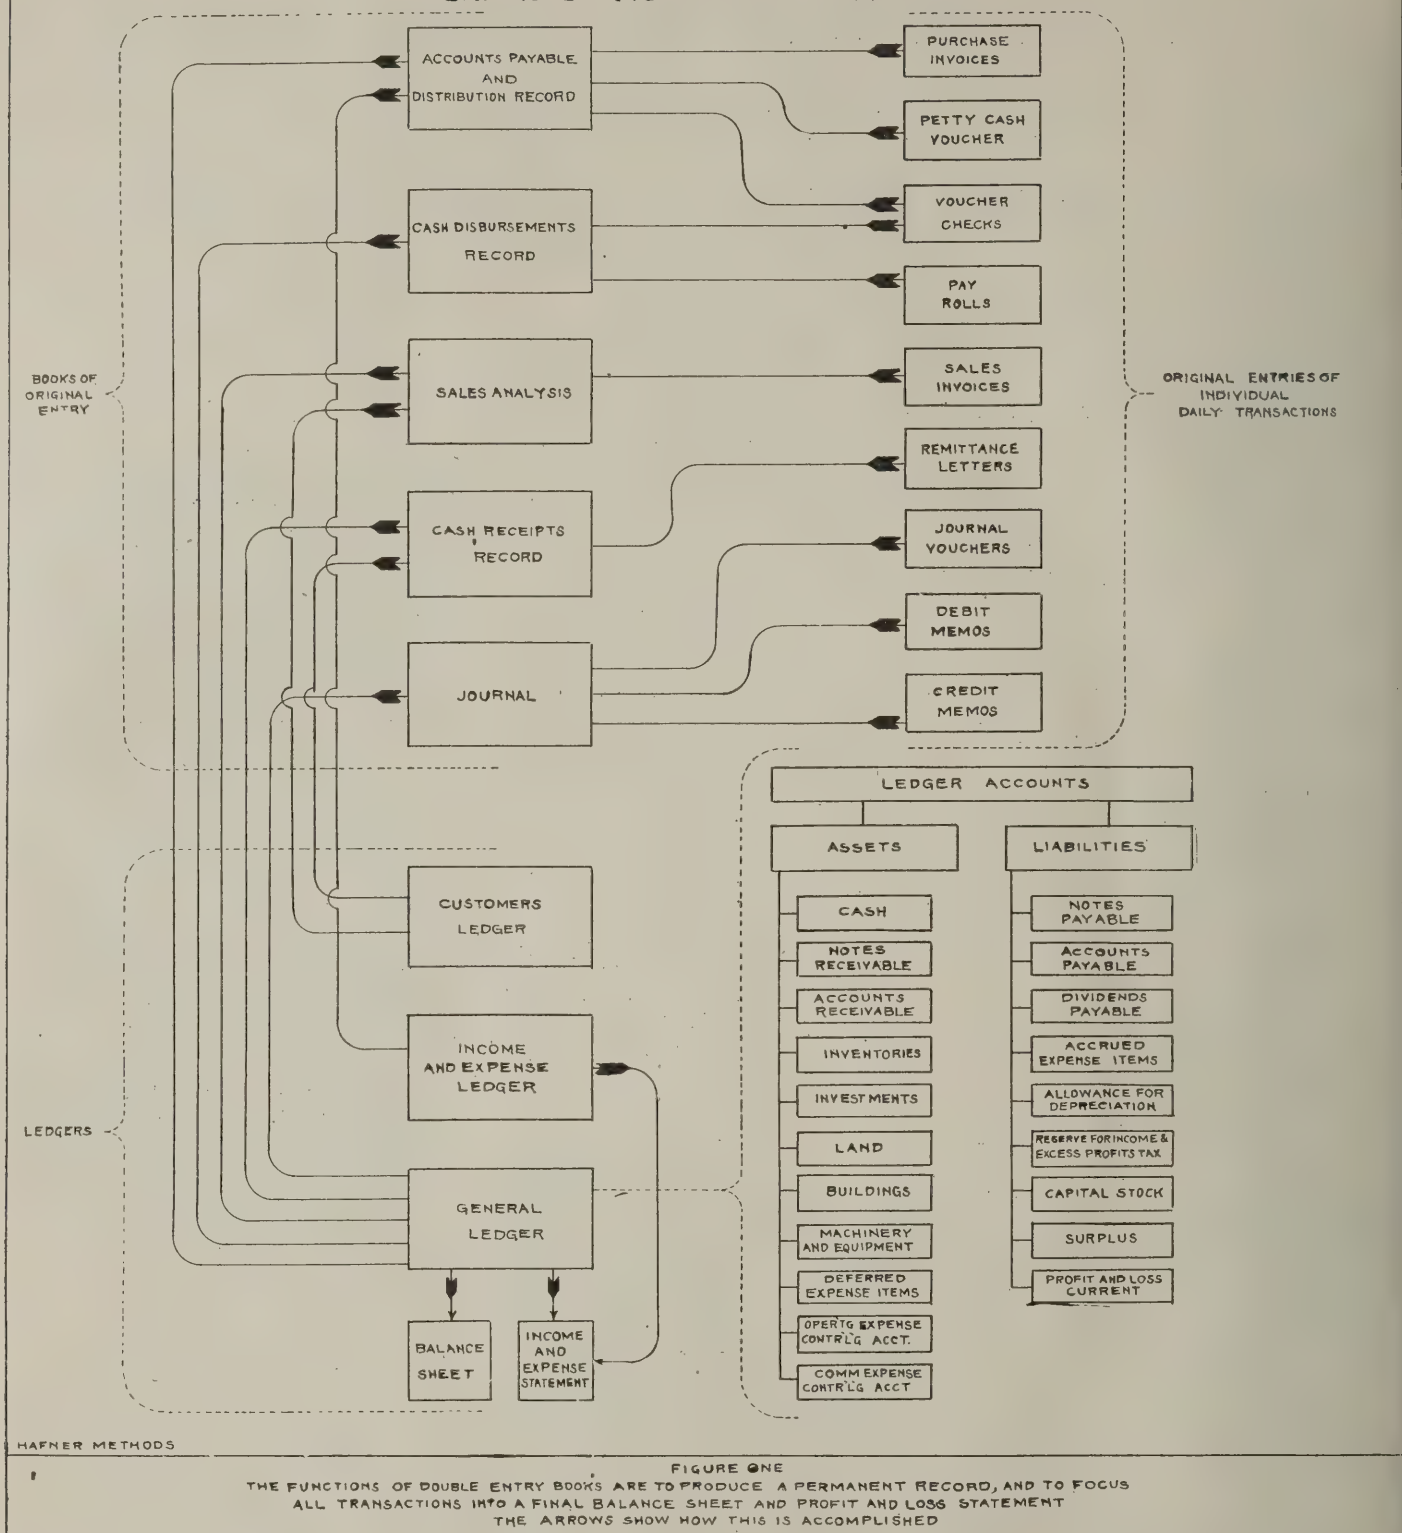 ACCOUNTS PAYABLE
AND
DISTRIBUTION RECORD
CASH DISBURSEMENTS
RECORD
SALES ANALYSIS
CASH RECEIPTS
RECORD
JOURNAL
PURCHASE
INVOICES
PETTY CASH
VOUCHER
VOUCHER
CHECKS
PAY
ROLLS
SALES
INVOICES
REMITTANCE
LETTERS
JOURNAL
VOUCHERS
DEBIT
MEMOS
CREDIT
MEMOS
BOOKS OF
ORIGINAL
ENTRY
ORIGINAL ENTRIES OF
INDIVIDUAL
DAILY TRANSACTIONS
LEDGERS
CUSTOMERS
LEDGER
INCOME
AND EXPENSE
LEDGER
GENERAL
LEDGER
BALANCE
SHEET
INCOME
AND
EXPENSE
STATEMENT
LEDGER ACCOUNTS
ASSETS
CASH
NOTES
RECEIVABLE
ACCOUNTS
RECEIVABLE
INVENTORIES
INVESTMENTS
LAND
BUILDINGS
MACHINERY
AND EQUIPMENT
DEFERRED
EXPENSE ITEMS
OPERTG EXPENSE
CONTR'L'G ACCT.
COMM EXPENSE
CONTR'L'G ACCT
LIABILITIES
NOTES
PAYABLE
ACCOUNTS
PAYABLE
DIVIDENDS
PAYABLE
ACCRUED
EXPENSE ITEMS
ALLOWANCE FOR
DEPRECIATION
RESERVE FOR INCOME &
EXCESS PROFITS TAX
CAPITAL STOCK
SURPLUS
PROFIT AND LOSS
CURRENT
HAFNER METHODS
FIGURE ONE
THE FUNCTIONS OF DOUBLE ENTRY BOOKS ARE TO PRODUCE A PERMANENT RECORD, AND TO FOCUS
ALL TRANSACTIONS INTO A FINAL BALANCE SHEET AND PROFIT AND LOSS STATEMENT
THE ARROWS SHOW HOW THIS IS ACCOMPLISHED